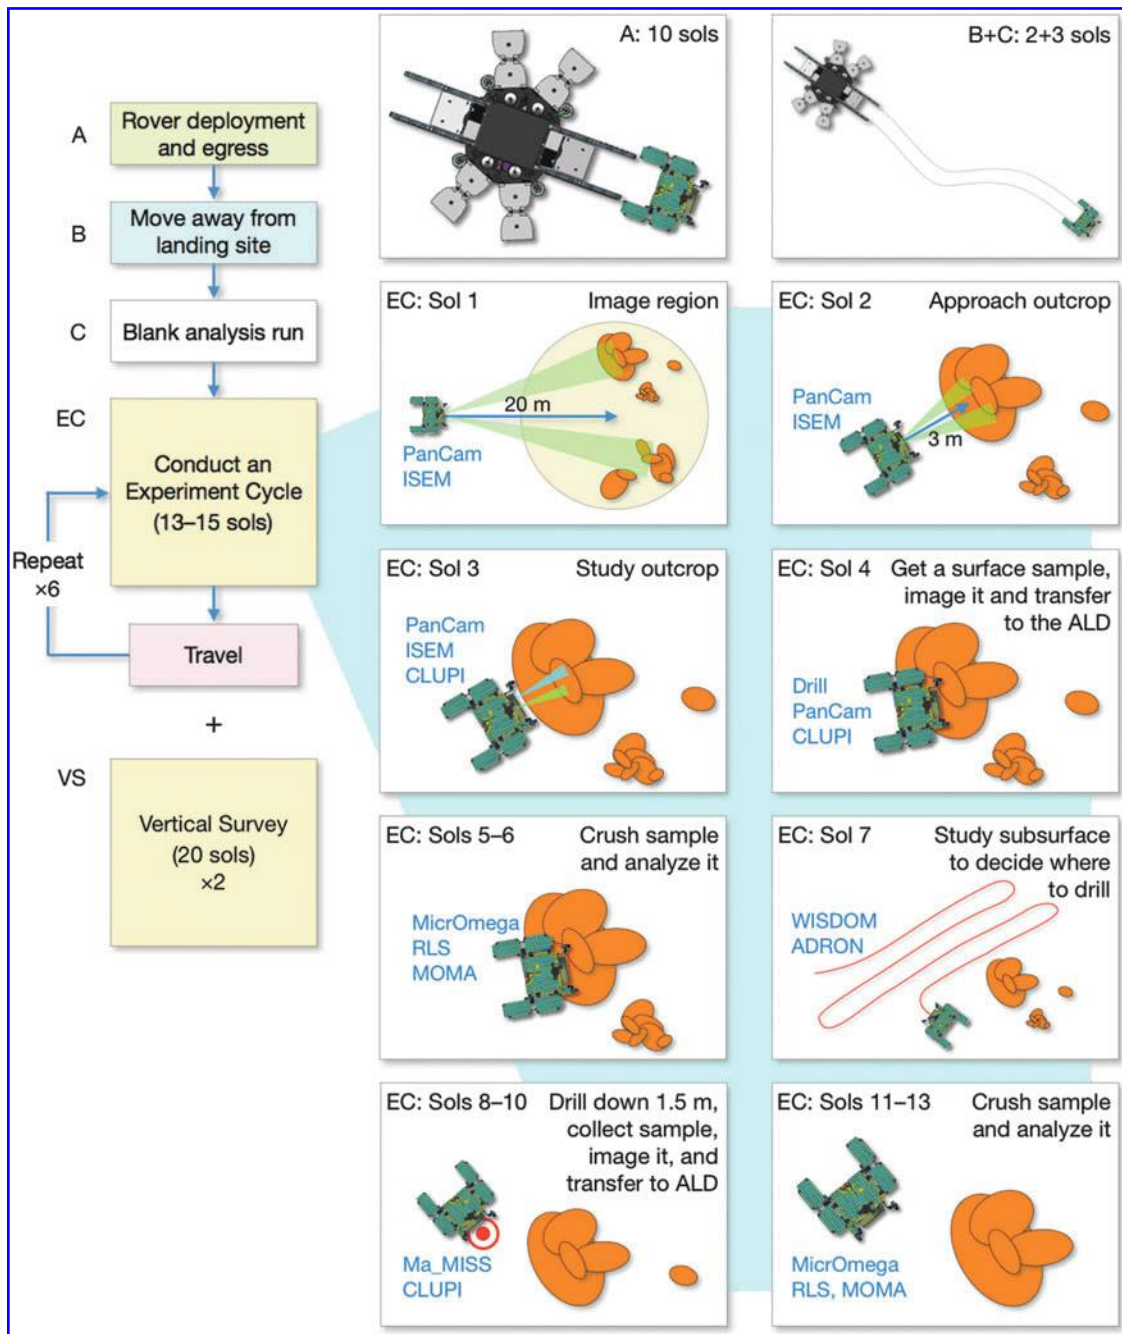 A
Rover deployment
and egress
B
Move away from
landing site
C
Blank analysis run
EC
Conduct an
Experiment Cycle
(13–15 sols)
Repeat
×6
Travel
+
VS
Vertical Survey
(20 sols)
×2
A: 10 sols
B+C: 2+3 sols
EC: Sol 1
Image region
20 m
PanCam
ISEM
EC: Sol 2
Approach outcrop
PanCam
ISEM
3 m
EC: Sol 3
Study outcrop
PanCam
ISEM
CLUPI
EC: Sol 4
Get a surface sample,
image it and transfer
to the ALD
Drill
PanCam
CLUPI
EC: Sols 5–6
Crush sample
and analyze it
MicrOmega
RLS
MOMA
EC: Sol 7
Study subsurface
to decide where
to drill
WISDOM
ADRON
EC: Sols 8–10
Drill down 1.5 m,
collect sample,
image it, and
transfer to ALD
Ma_MISS
CLUPI
EC: Sols 11–13
Crush sample
and analyze it
MicrOmega
RLS, MOMA